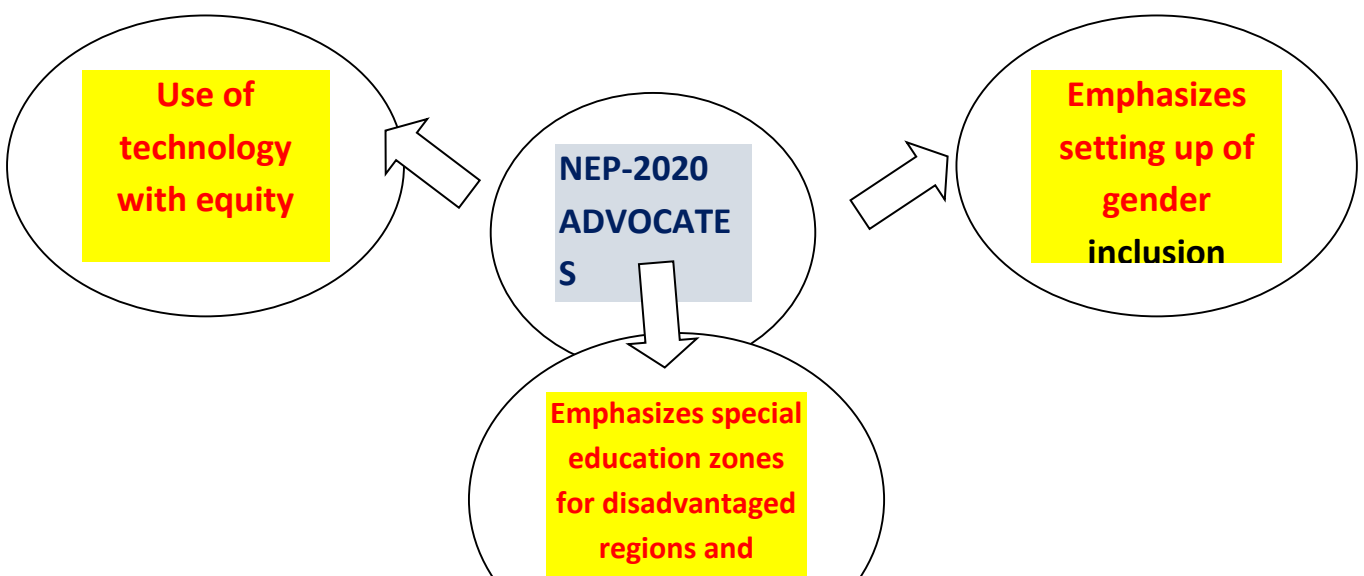 Use of
technology
with equity
NEP-2020
ADVOCATE
S
Emphasizes
setting up of
gender
inclusion
Emphasizes special
education zones
for disadvantaged
regions and